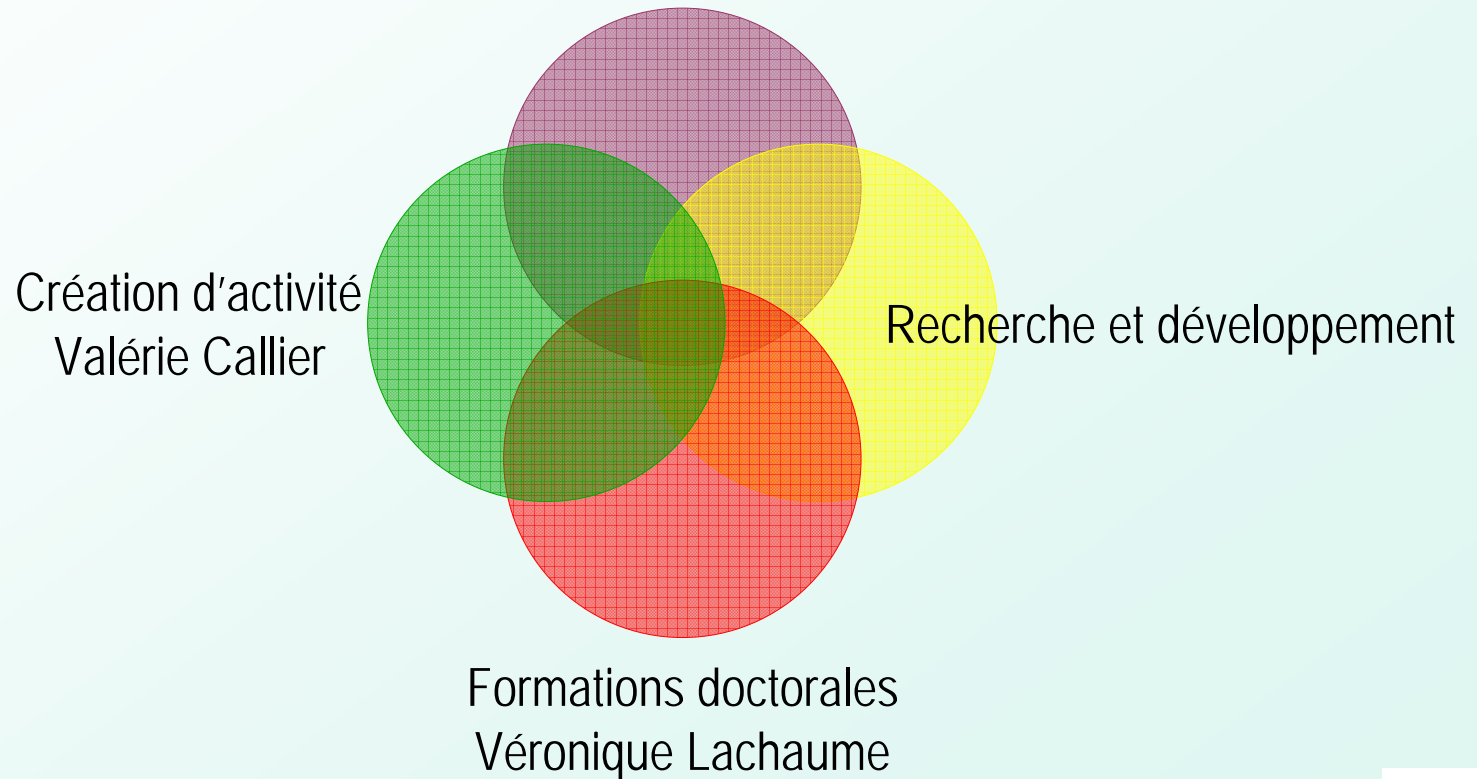 Création d'activité
Valérie Callier
Recherche et développement
Formations doctorales
Véronique Lachaume